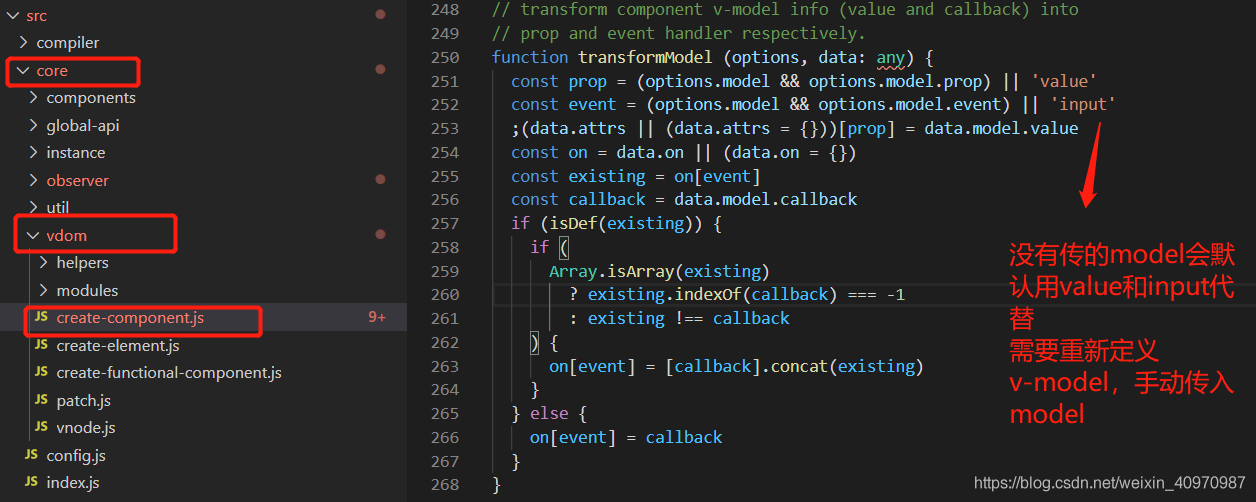 src
compiler
core
components
global-api
instance
observer
util
vdom
helpers
modules
JS create-component.js 9+
JS create-element.js
JS create-functional-component.js
JS patch.js
JS vnode.js
JS config.js
JS index.js
248 // transform component v-model info (value and callback) into
249 // prop and event handler respectively.
250 function transformModel (options, data: any) {
251 const prop = (options.model && options.model.prop) || 'value'
252 const event = (options.model && options.model.event) || 'input'
253 ;(data.attrs || (data.attrs = {}))[prop] = data.model.value
254 const on = data.on || (data.on = {})
255 const existing = on[event]
256 const callback = data.model.callback
257 if (isDef(existing)) {
258 if (
259 Array.isArray(existing)
260 ? existing.indexOf(callback) === -1
261 : existing !== callback
262 ) {
263 on[event] = [callback].concat(existing)
264 }
265 } else {
266 on[event] = callback
267 }
268 }
没有传的model会默
认用value和input代
替
需要重新定义
v-model，手动传入
model
https://blog.csdn.net/weixin_40970987